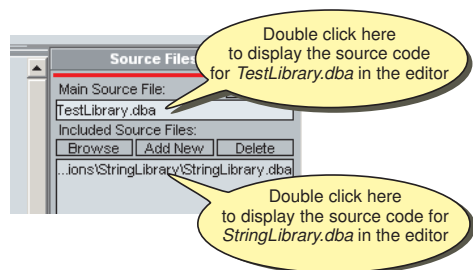 Double click here
to display the source code
for TestLibrary.dba in the editor
Source Files
Main Source File:
TestLibrary.dba
Included Source Files:
Browse Add New Delete
...ions\StringLibrary\StringLibrary.dba
Double click here
to display the source code for
StringLibrary.dba in the editor